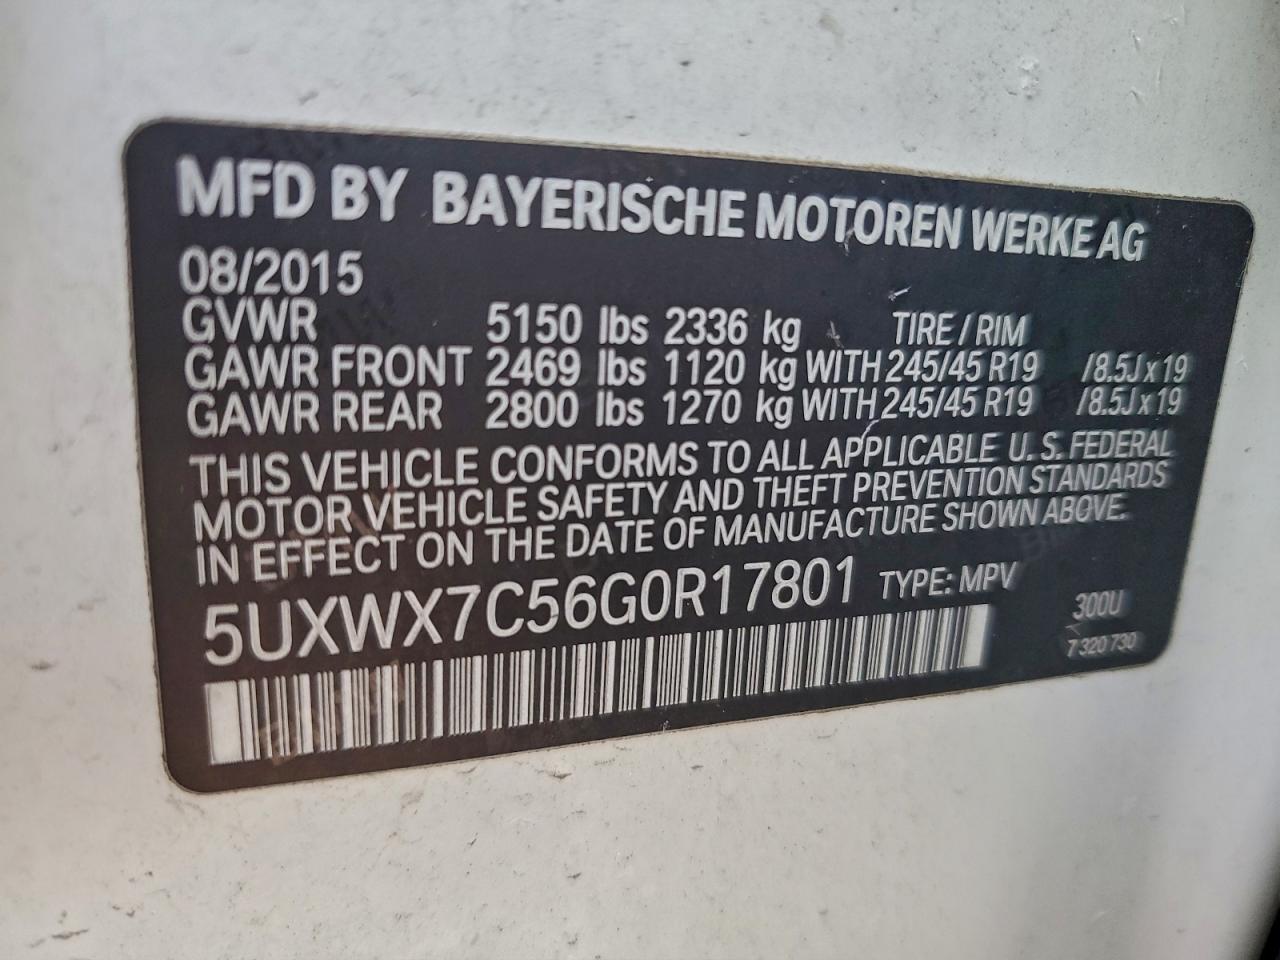 MFD BY BAYERISCHE MOTOREN WERKE AG
08/2015
GVWR 5150 lbs 2336 kg TIRE / RIM
GAWR FRONT 2469 lbs 1120 kg WITH 245/45 R19 /8.5J x 19
GAWR REAR 2800 lbs 1270 kg WITH 245/45 R19 /8.5J x 19
THIS VEHICLE CONFORMS TO ALL APPLICABLE U. S. FEDERAL
MOTOR VEHICLE SAFETY AND THEFT PREVENTION STANDARDS
IN EFFECT ON THE DATE OF MANUFACTURE SHOWN ABOVE.
5UXWX7C56G0R17801 TYPE: MPV
300U
7 320 730